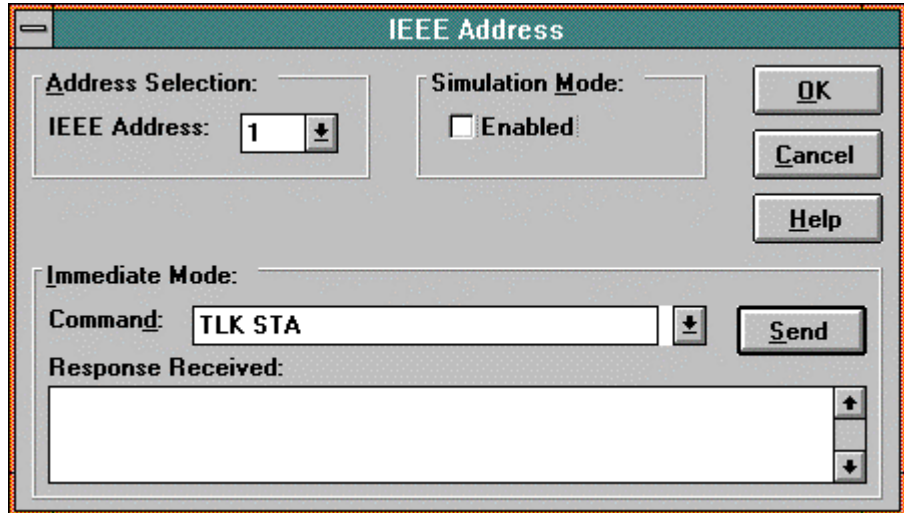 IEEE Address
Address Selection:
IEEE Address: 1
Simulation Mode:
Enabled
OK
Cancel
Help
Immediate Mode:
Command: TLK STA
Send
Response Received: